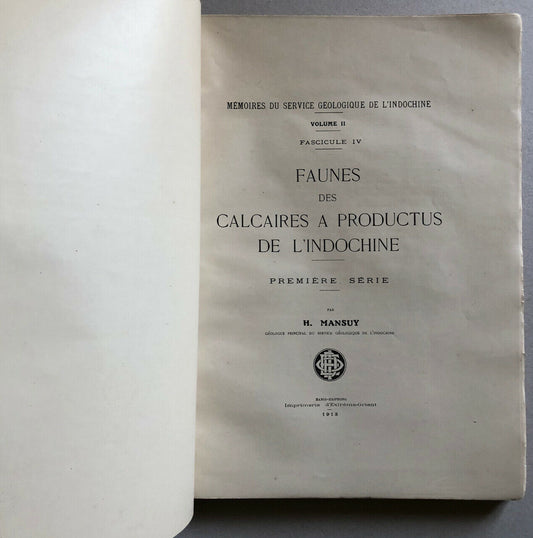 MÉMOIRES DU SERVICE GÉOLOGIQUE DE L'INDOCHINE
VOLUME II
FASCICULE IV
FAUNES
DES
CALCAIRES A PRODUCTUS
DE L'INDOCHINE
PREMIÈRE SÉRIE
PAR
H. MANSUY
GÉOLOGUE PRINCIPAL DU SERVICE GÉOLOGIQUE DE L'INDOCHINE
HANOI-HAIPHONG
Imprimerie d'Extrême-Orient
1913